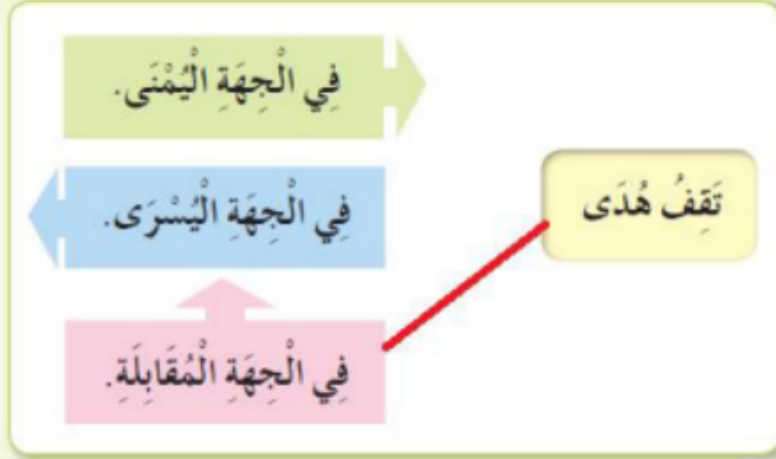 فِي الْجِهَةِ الْيُمْنَى.
تَقِفُ هُدَى
فِي الْجِهَةِ الْيُسْرَى.
فِي الْجِهَةِ الْمُقَابِلَةِ.